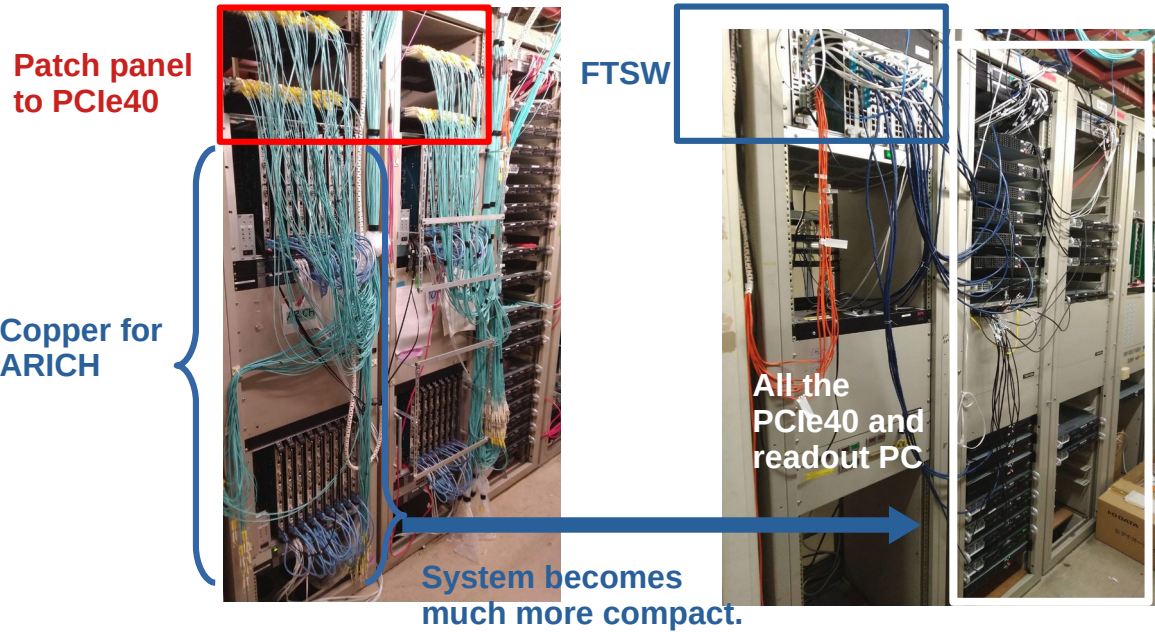 Patch panel
to PCIe40
FTSW
Copper for
ARICH
All the
PCIe40 and
readout PC
System becomes
much more compact.